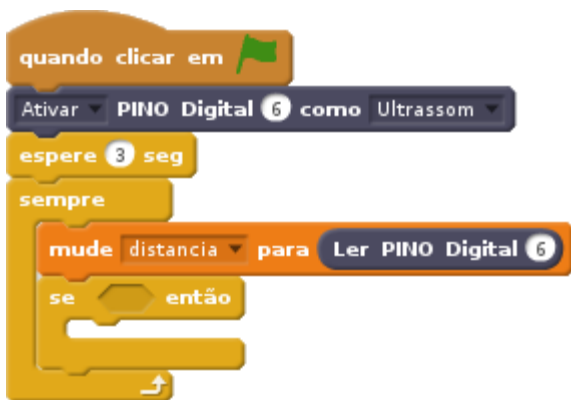 quando clicar em
Ativar PINO Digital 6 como Ultrassom
espere 3 seg
sempre
mude distancia para Ler PINO Digital 6
se então